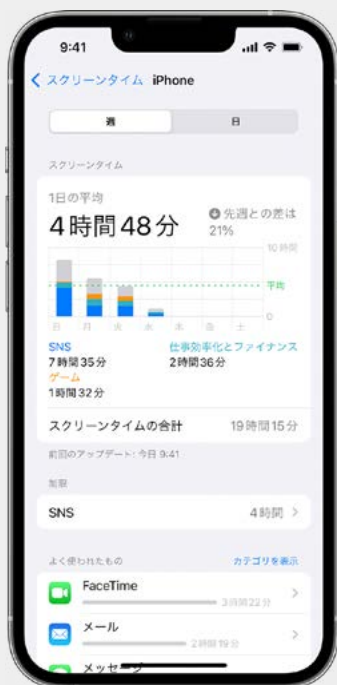 9:41
スクリーンタイム iPhone
週 日
スクリーンタイム
1日の平均
4時間48分
先週との差は
21%
10時間
平均
0
日 月 火 水 木 金 土
SNS 仕事効率化とファイナンス
7時間35分 2時間36分
ゲーム
1時間32分
スクリーンタイムの合計 19時間15分
前回のアップデート: 今日 9:41
制限
SNS 4時間
よく使われたもの カテゴリを表示
FaceTime
3時間22分
メール
2時間19分
メッセージ